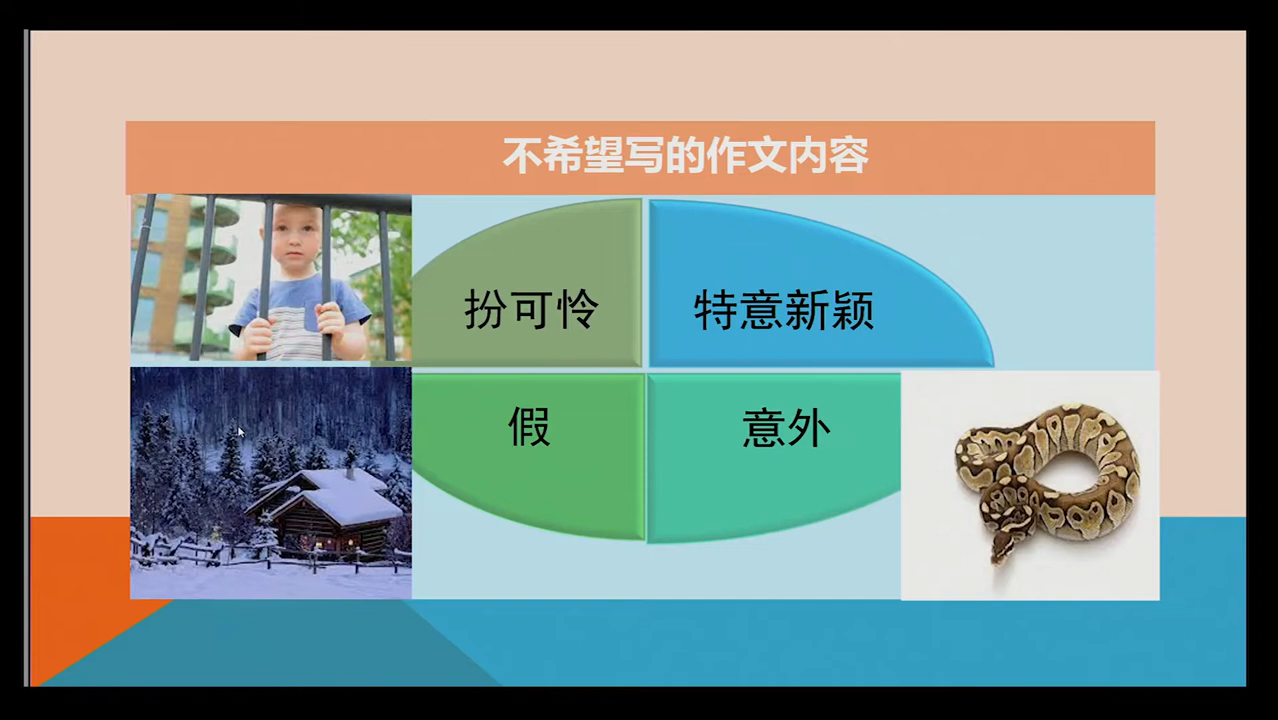 不希望写的作文内容
扮可怜
特意新颖
假
意外